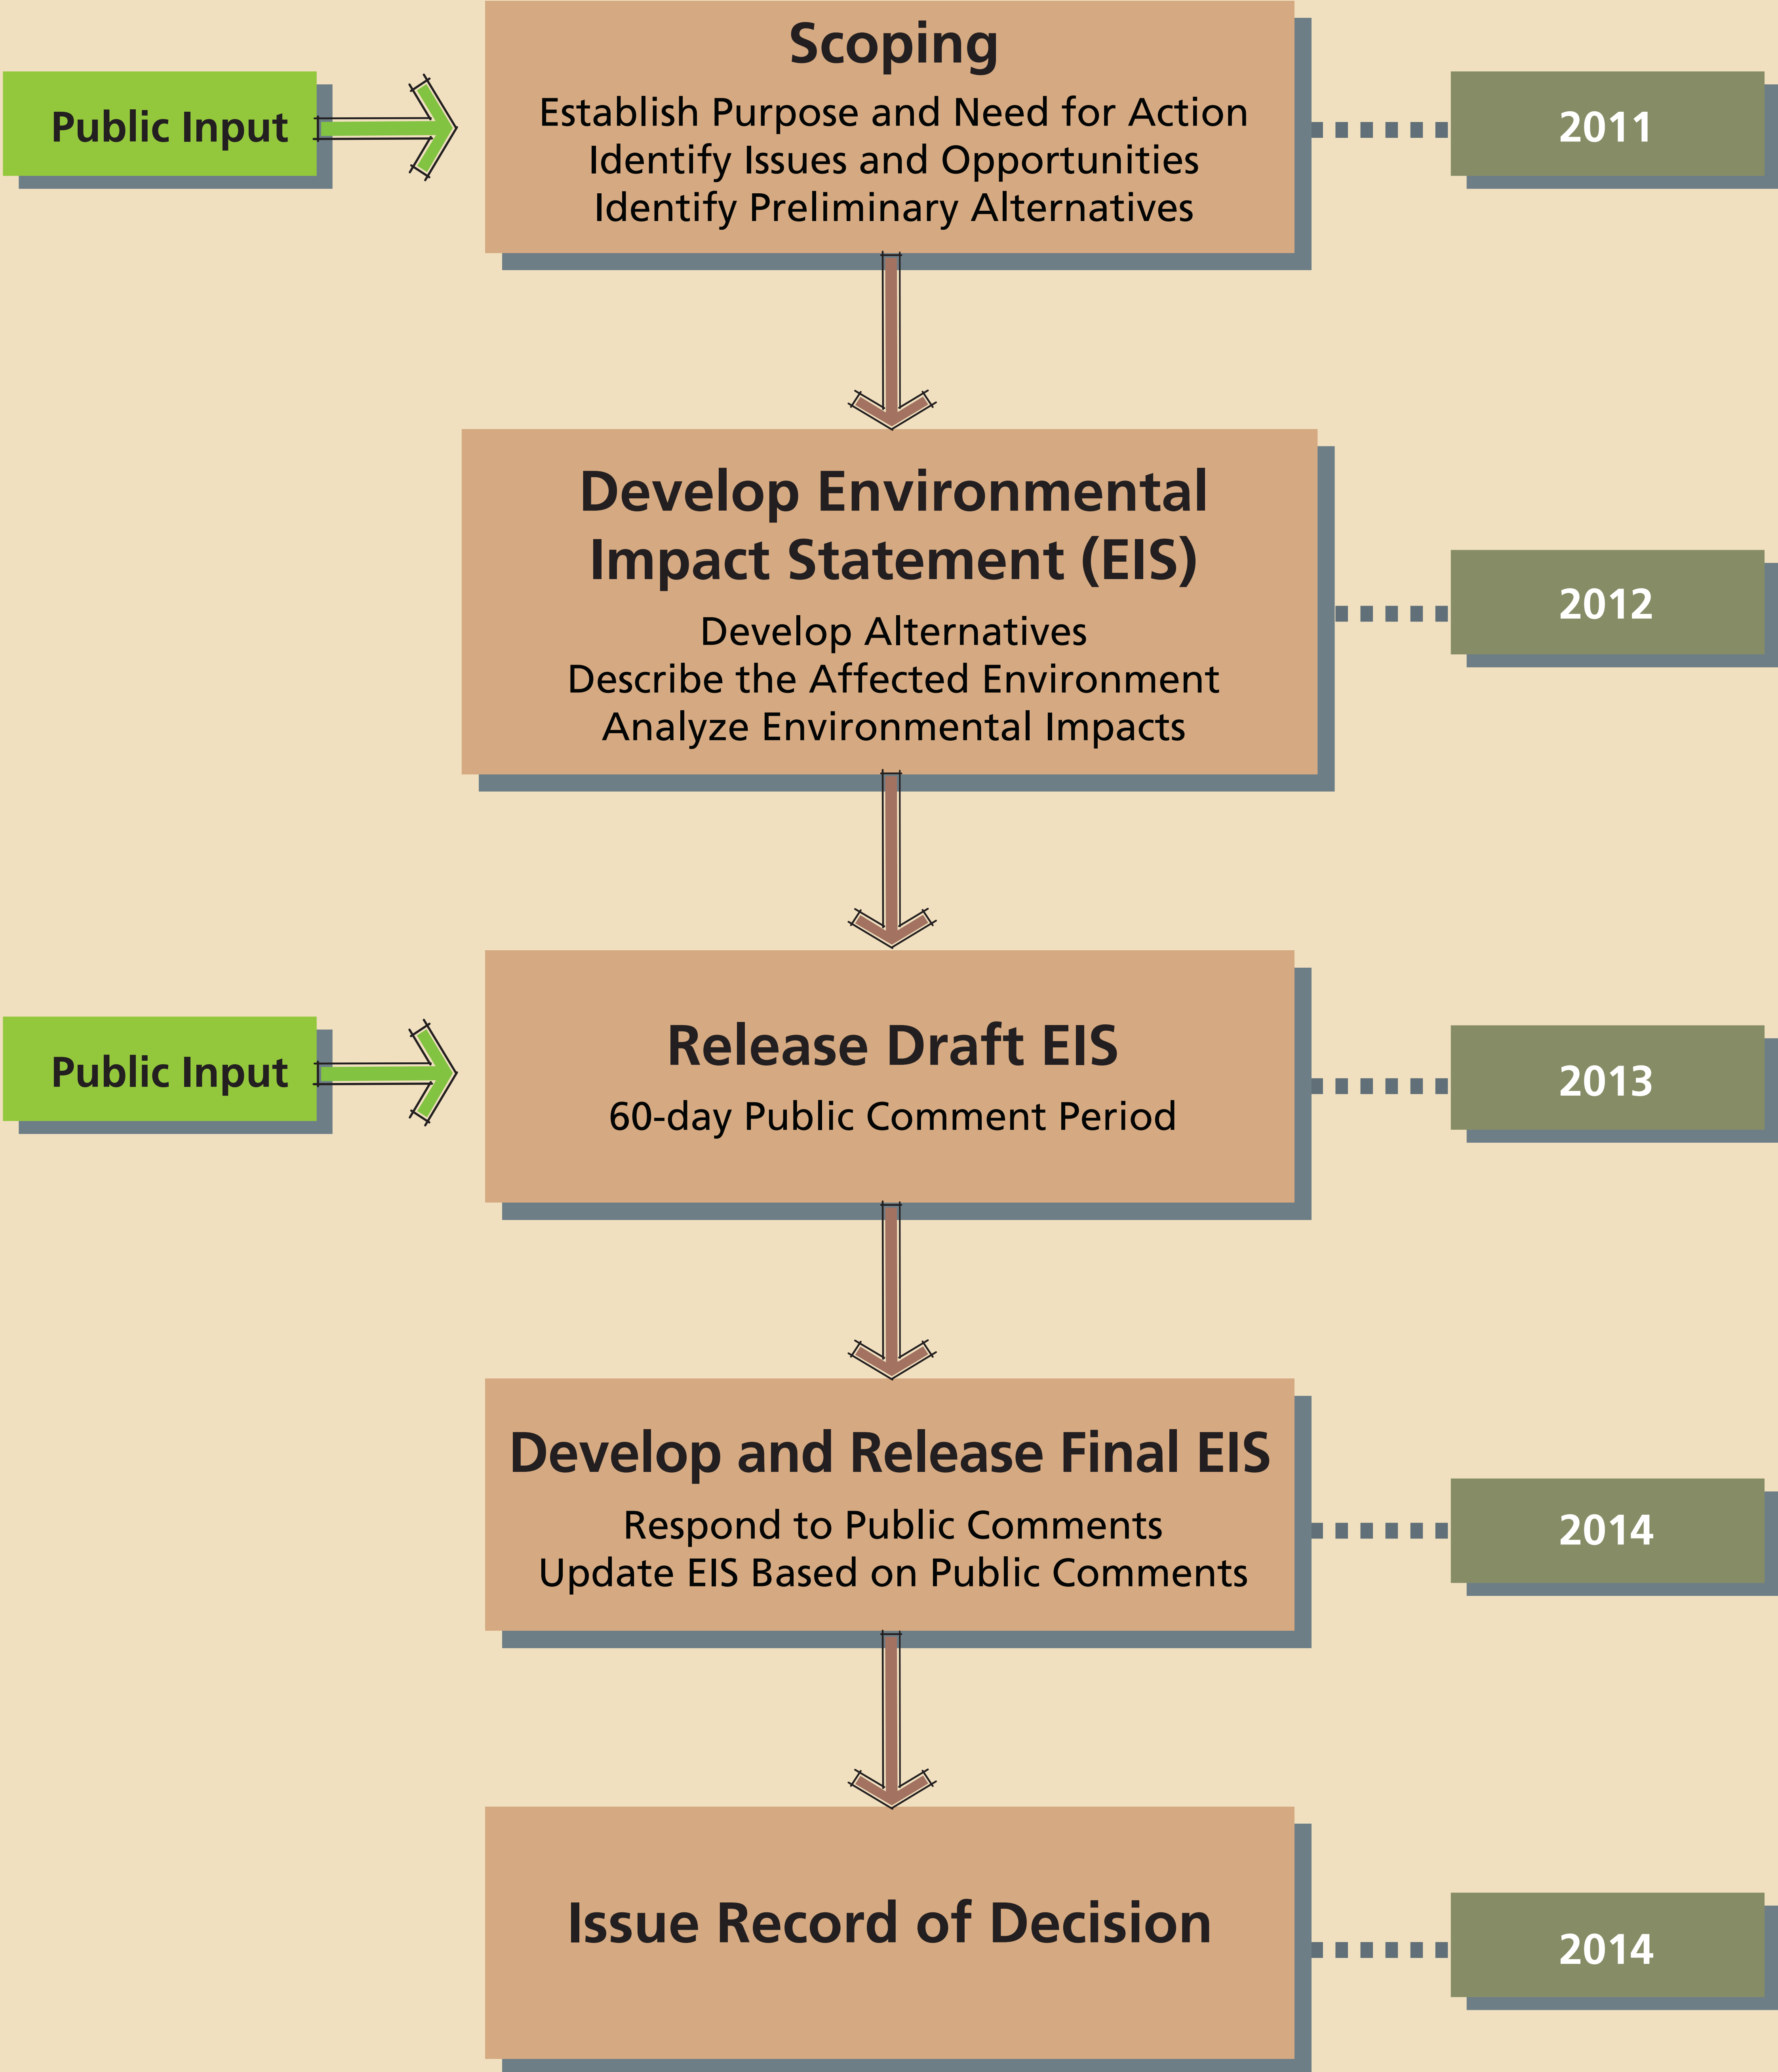 Public Input
Scoping
Establish Purpose and Need for Action
Identify Issues and Opportunities
Identify Preliminary Alternatives
2011
Develop Environmental
Impact Statement (EIS)
Develop Alternatives
Describe the Affected Environment
Analyze Environmental Impacts
2012
Public Input
Release Draft EIS
60-day Public Comment Period
2013
Develop and Release Final EIS
Respond to Public Comments
Update EIS Based on Public Comments
2014
Issue Record of Decision
2014